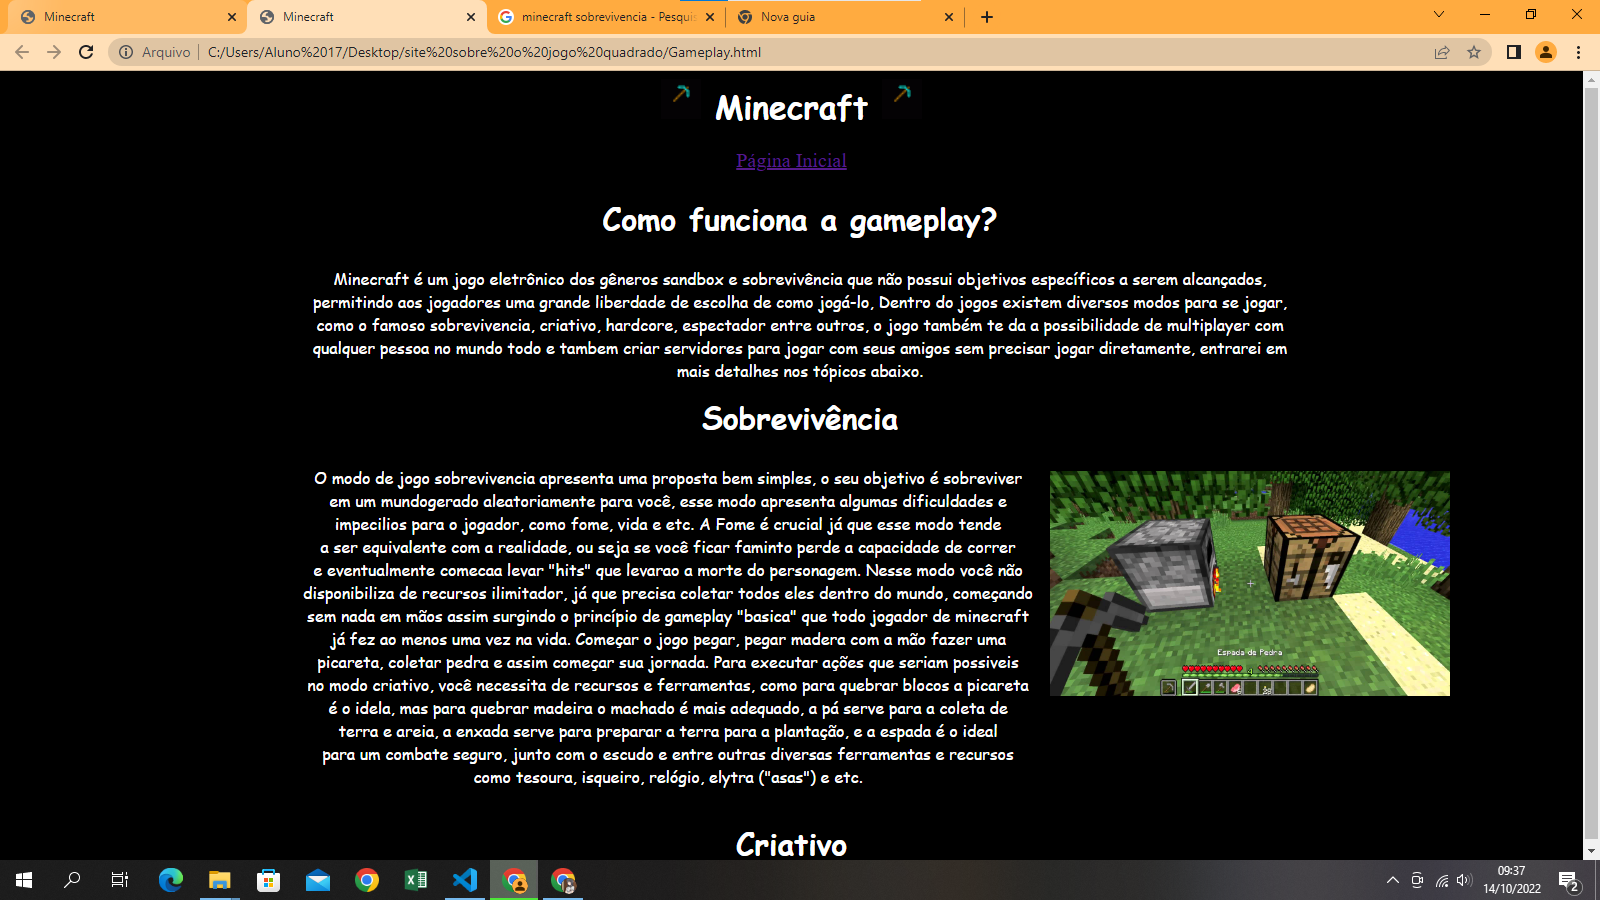 Minecraft
Minecraft
minecraft sobrevivencia - Pesquis
Nova guia
Arquivo
C:/Users/Aluno%2017/Desktop/site%20sobre%20o%20jogo%20quadrado/Gameplay.html
Minecraft
Página Inicial
Como funciona a gameplay?
Minecraft é um jogo eletrônico dos gêneros sandbox e sobrevivência que não possui objetivos específicos a serem alcançados,
permitindo aos jogadores uma grande liberdade de escolha de como jogá-lo, Dentro do jogos existem diversos modos para se jogar,
como o famoso sobrevivencia, criativo, hardcore, espectador entre outros, o jogo também te da a possibilidade de multiplayer com
qualquer pessoa no mundo todo e tambem criar servidores para jogar com seus amigos sem precisar jogar diretamente, entrarei em
mais detalhes nos tópicos abaixo.
Sobrevivência
O modo de jogo sobrevivencia apresenta uma proposta bem simples, o seu objetivo é sobreviver
em um mundogerado aleatoriamente para você, esse modo apresenta algumas dificuldades e
impecilios para o jogador, como fome, vida e etc. A Fome é crucial já que esse modo tende
a ser equivalente com a realidade, ou seja se você ficar faminto perde a capacidade de correr
e eventualmente comecaa levar "hits" que levarao a morte do personagem. Nesse modo você não
disponibiliza de recursos ilimitador, já que precisa coletar todos eles dentro do mundo, começando
sem nada em mãos assim surgindo o princípio de gameplay "basica" que todo jogador de minecraft
já fez ao menos uma vez na vida. Começar o jogo pegar, pegar madera com a mão fazer uma
picareta, coletar pedra e assim começar sua jornada. Para executar ações que seriam possiveis
no modo criativo, você necessita de recursos e ferramentas, como para quebrar blocos a picareta
é o idela, mas para quebrar madeira o machado é mais adequado, a pá serve para a coleta de
terra e areia, a enxada serve para preparar a terra para a plantação, e a espada é o ideal
para um combate seguro, junto com o escudo e entre outras diversas ferramentas e recursos
como tesoura, isqueiro, relógio, elytra ("asas") e etc.
Espada de Pedra
Criativo
09:37
14/10/2022
2